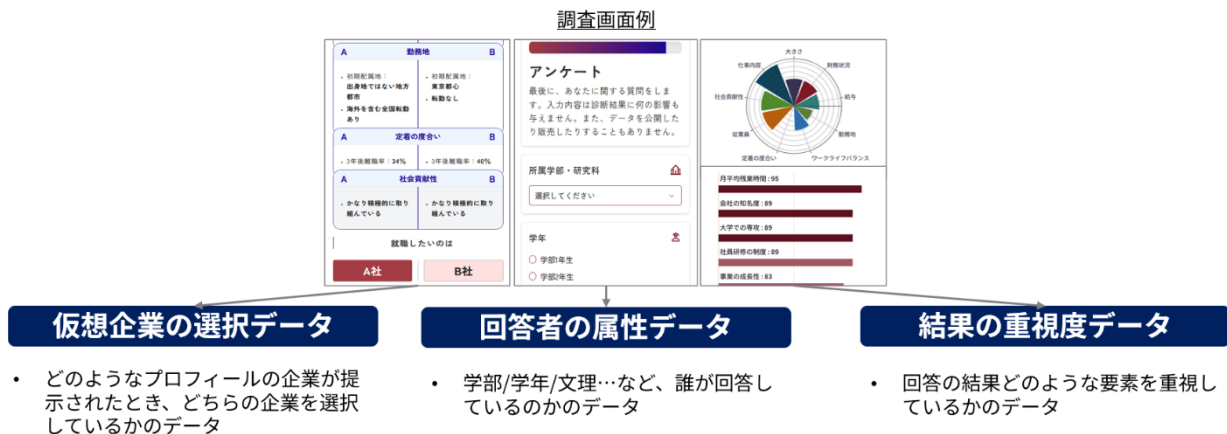 調査画面例
A 勤務地 B
・初期配属地：
出身地ではない地方
都市
・海外を含む全国転勤
あり
・初期配属地：
東京都心
・転勤なし
A 定着の度合い B
・3年後離職率：34%
・3年後離職率：40%
A 社会貢献性 B
・かなり積極的に取り
組んでいる
・かなり積極的に取り
組んでいる
就職したいのは
A社
B社
アンケート
最後に、あなたに関する質問をしま
す。入力内容は診断結果に何の影響も
与えません。また、データを公開した
り販売したりすることもありません。
所属学部・研究科
選択してください
学年
学部1年生
学部2年生
大きさ
財務状況
給与
勤務地
ワークライフバランス
定着の度合い
従業員
社会貢献性
仕事内容
月平均残業時間：95
会社の知名度：89
大学での専攻：89
社員研修の制度：89
事業の成長性：83
仮想企業の選択データ
• どのようなプロフィールの企業が提
示されたとき、どちらの企業を選択
しているかのデータ
回答者の属性データ
• 学部/学年/文理…など、誰が回答し
ているのかのデータ
結果の重視度データ
• 回答の結果どのような要素を重視し
ているかのデータ